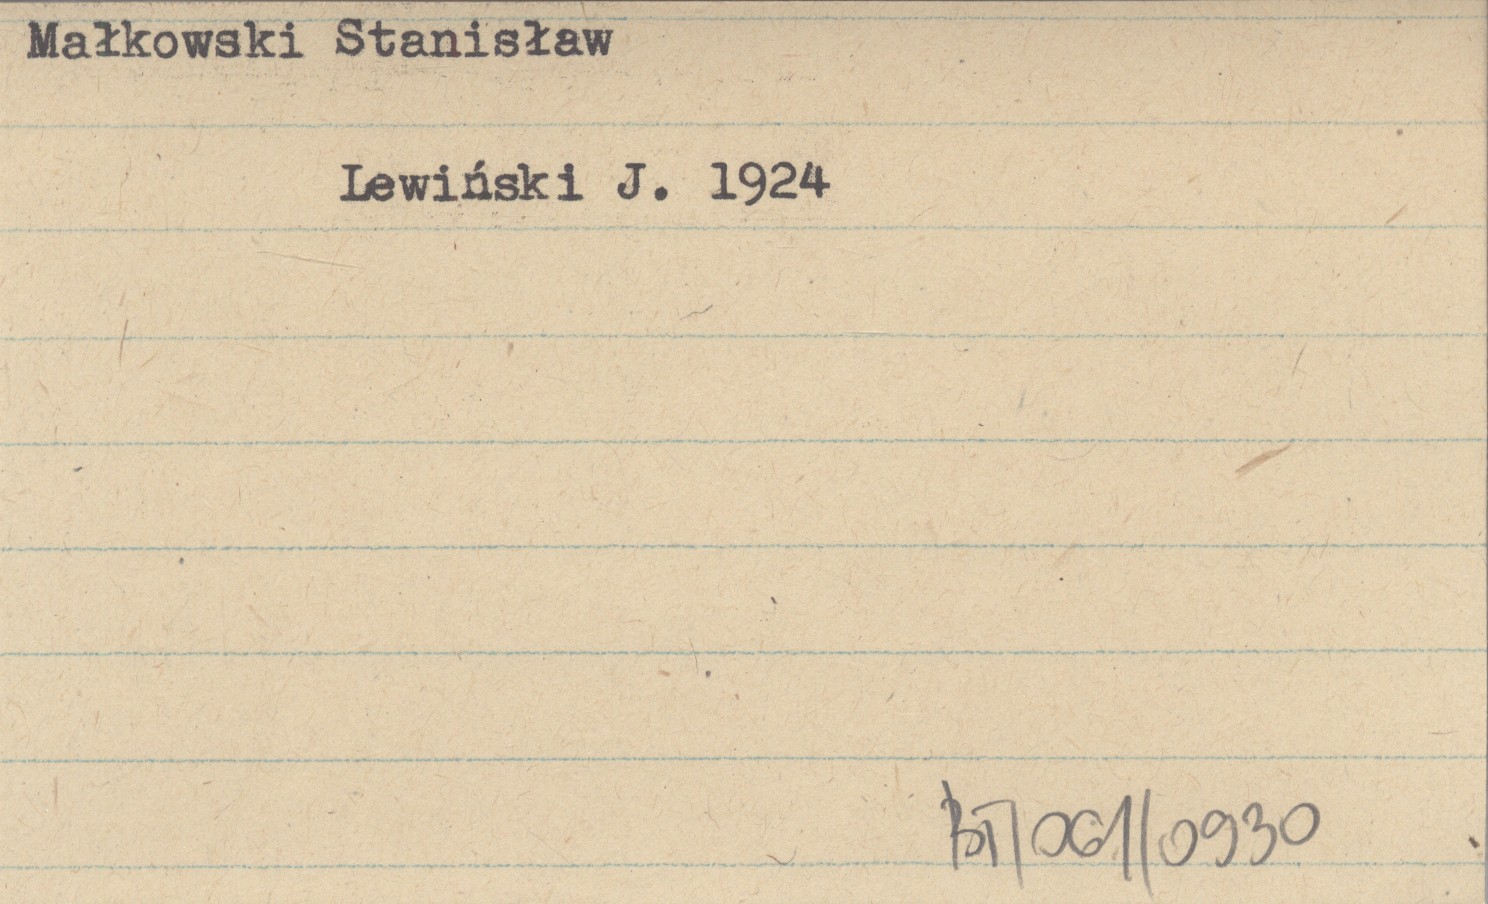 Małkowski Stanisław
Lewiński J. 1924
BT/061/0930